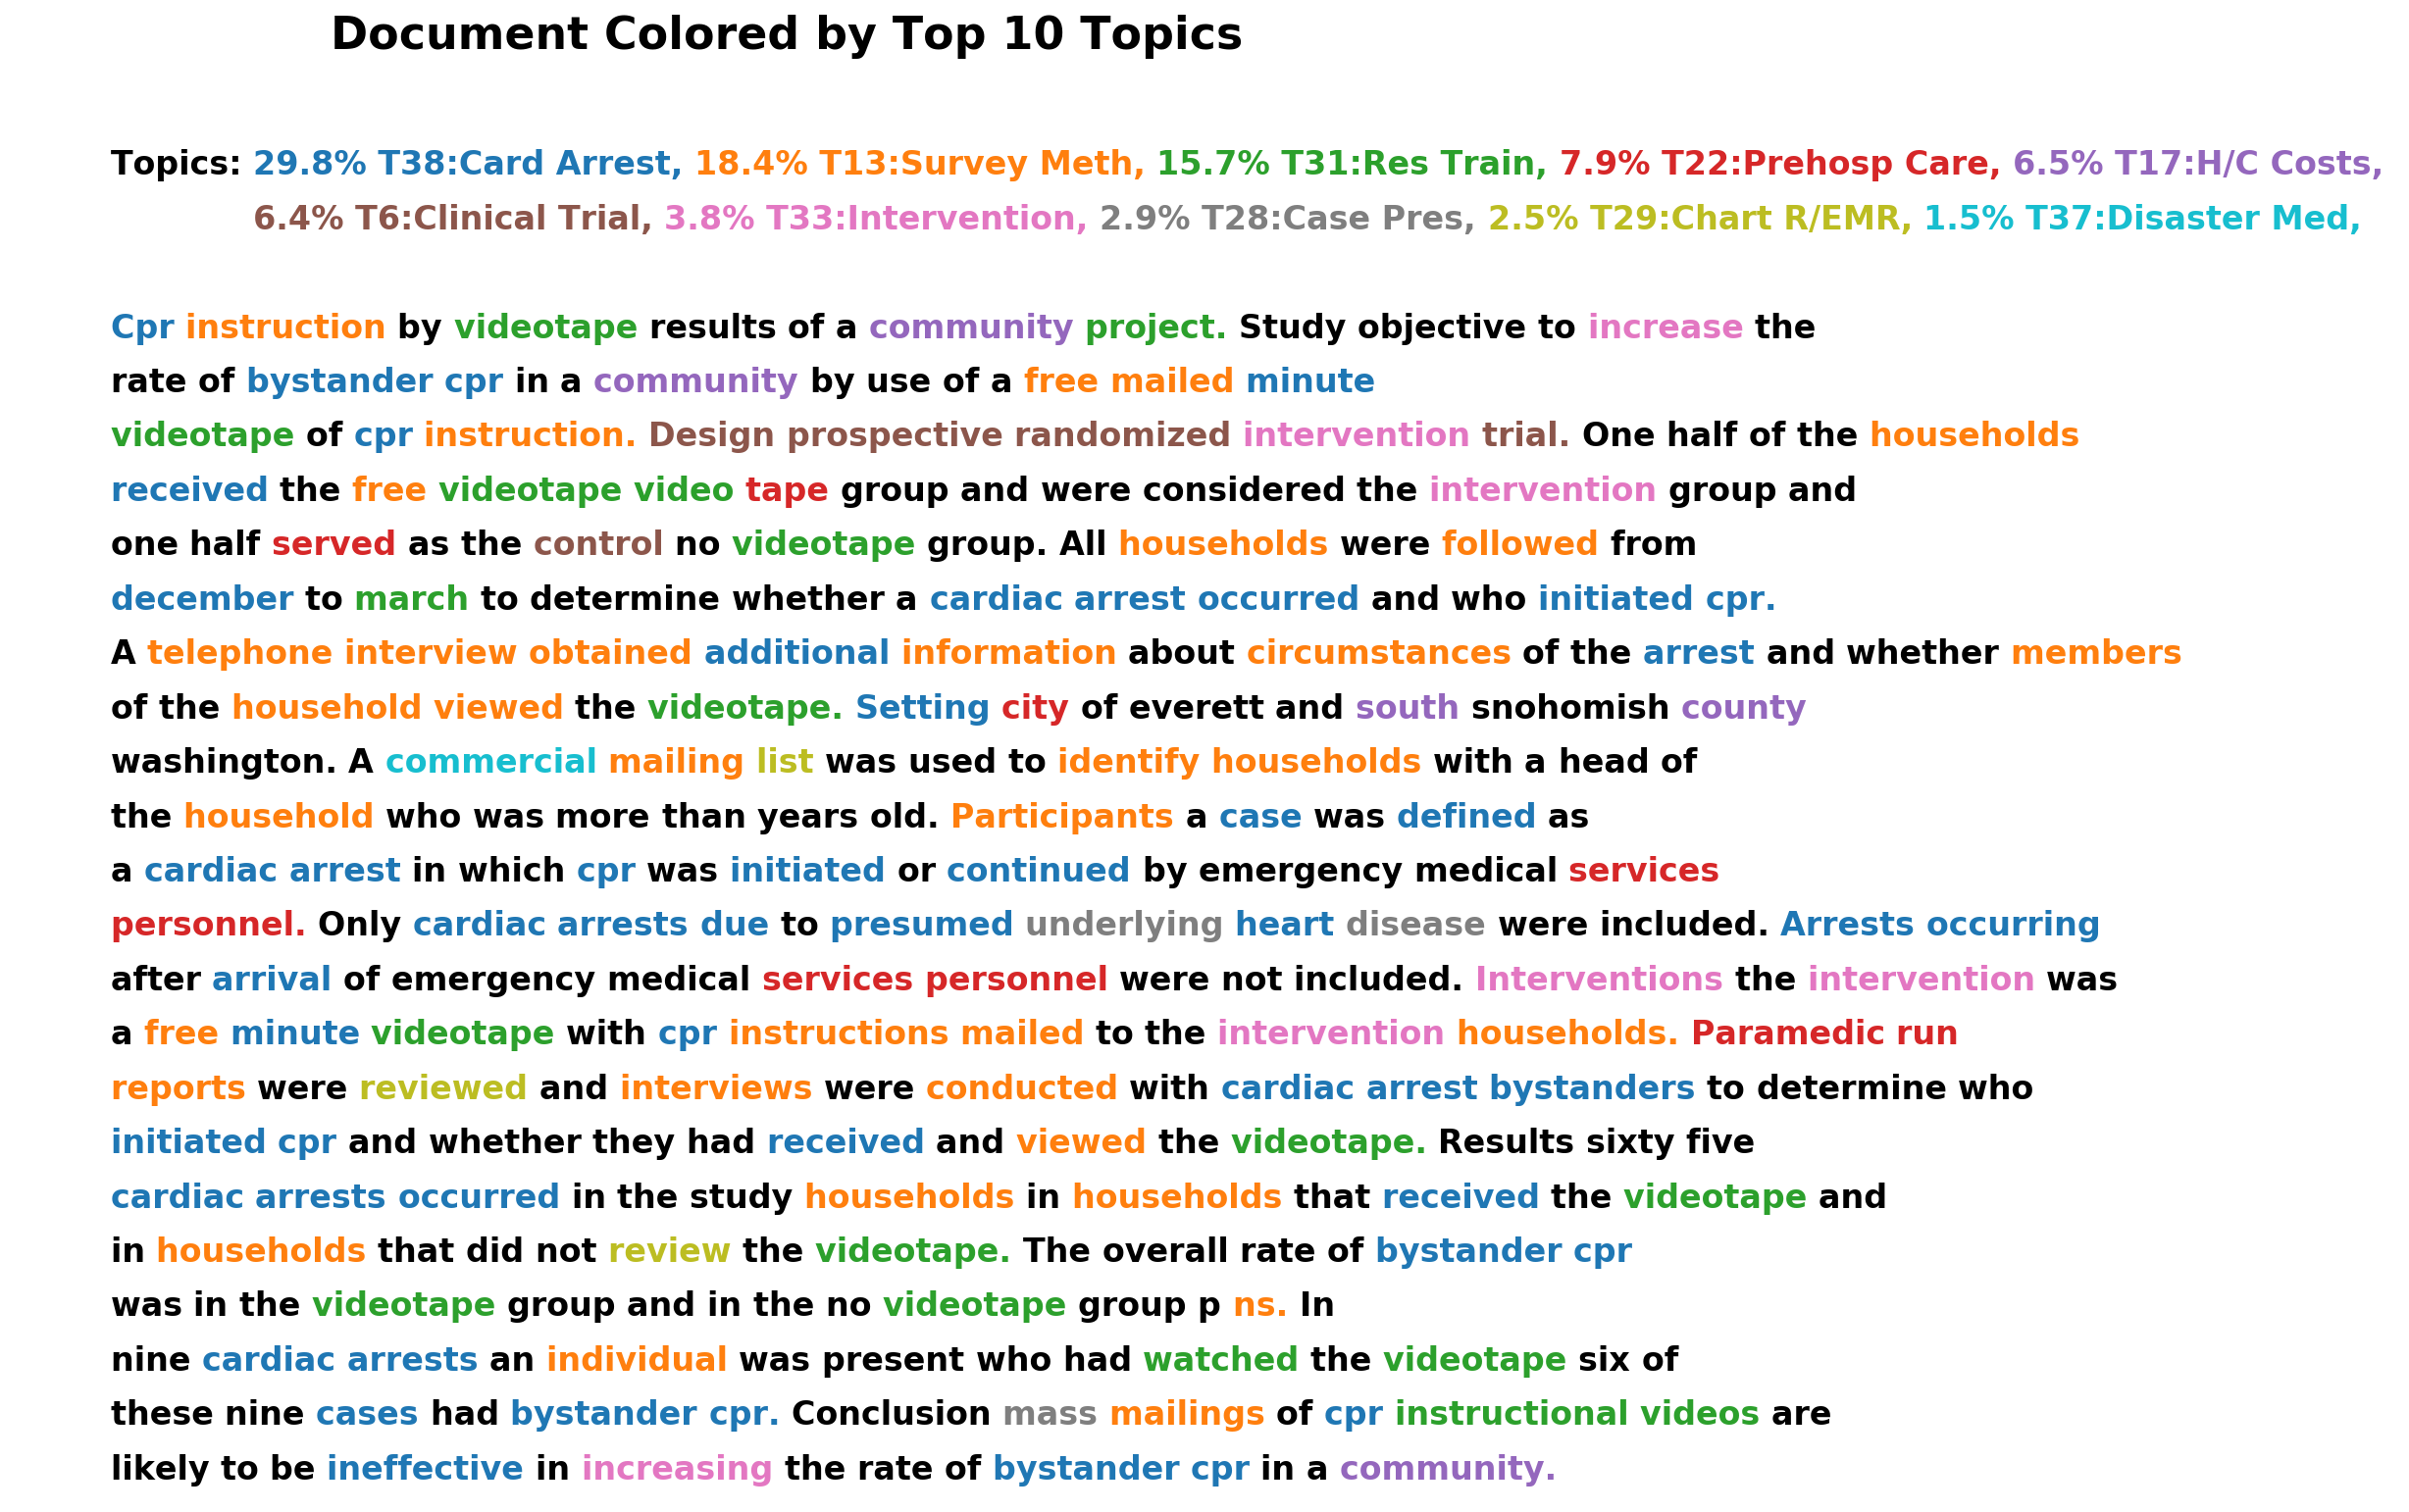 Document Colored by Top 10 Topics
Topics: 29.8% T38:Card Arrest, 18.4% T13:Survey Meth, 15.7% T31:Res Train, 7.9% T22:Prehosp Care, 6.5% T17:H/C Costs,
6.4% T6:Clinical Trial, 3.8% T33:Intervention, 2.9% T28:Case Pres, 2.5% T29:Chart R/EMR, 1.5% T37:Disaster Med,
Cpr instruction by videotape results of a community project. Study objective to increase the
rate of bystander cpr in a community by use of a free mailed minute
videotape of cpr instruction. Design prospective randomized intervention trial. One half of the households
received the free videotape video tape group and were considered the intervention group and
one half served as the control no videotape group. All households were followed from
december to march to determine whether a cardiac arrest occurred and who initiated cpr.
A telephone interview obtained additional information about circumstances of the arrest and whether members
of the household viewed the videotape. Setting city of everett and south snohomish county
washington. A commercial mailing list was used to identify households with a head of
the household who was more than years old. Participants a case was defined as
a cardiac arrest in which cpr was initiated or continued by emergency medical services
personnel. Only cardiac arrests due to presumed underlying heart disease were included. Arrests occurring
after arrival of emergency medical services personnel were not included. Interventions the intervention was
a free minute videotape with cpr instructions mailed to the intervention households. Paramedic run
reports were reviewed and interviews were conducted with cardiac arrest bystanders to determine who
initiated cpr and whether they had received and viewed the videotape. Results sixty five
cardiac arrests occurred in the study households in households that received the videotape and
in households that did not review the videotape. The overall rate of bystander cpr
was in the videotape group and in the no videotape group p ns. In
nine cardiac arrests an individual was present who had watched the videotape six of
these nine cases had bystander cpr. Conclusion mass mailings of cpr instructional videos are
likely to be ineffective in increasing the rate of bystander cpr in a community.